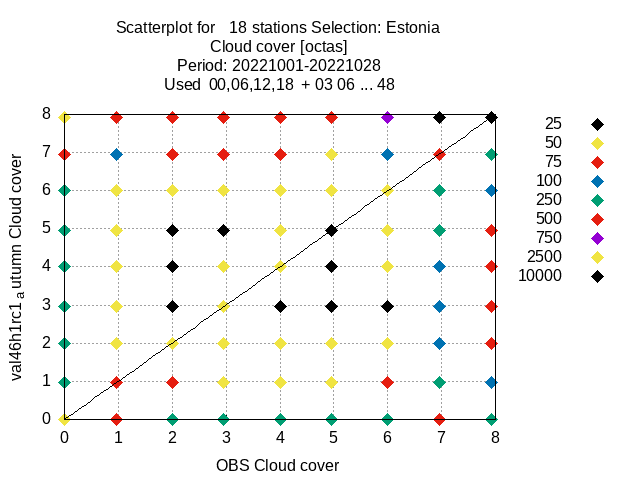 Scatterplot for   18 stations Selection: Estonia
Cloud cover [octas]
Period: 20221001-20221028
Used  00,06,12,18  + 03 06 ... 48
8
7
6
5
4
3
2
1
0
val46h1rc1_autumn Cloud cover
0 1 2 3 4 5 6 7 8
OBS Cloud cover
25
50
75
100
250
500
750
2500
10000